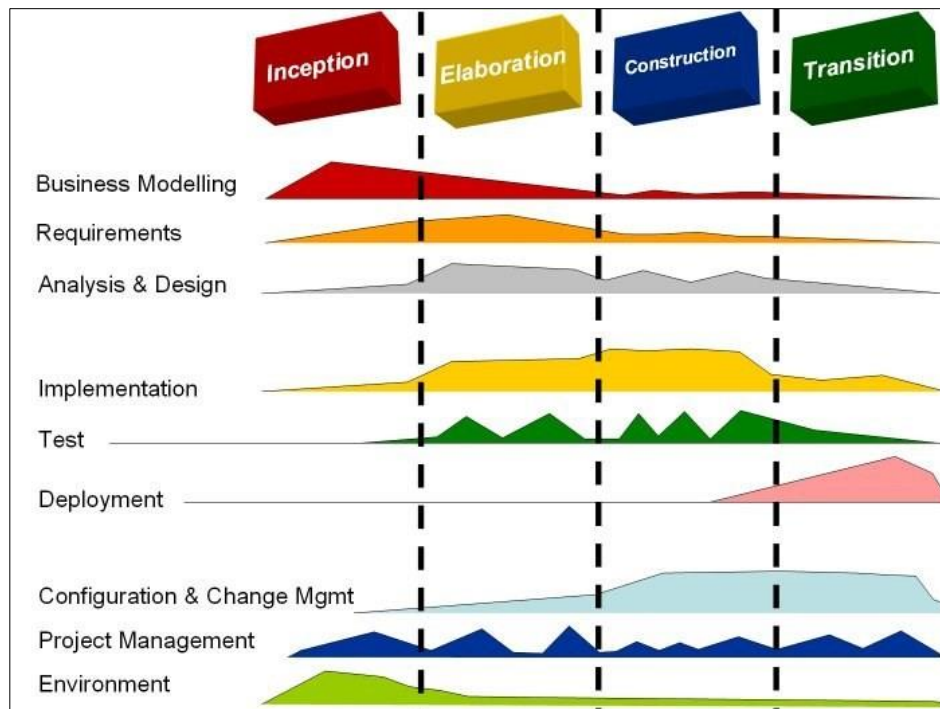 Inception
Elaboration
Construction
Transition
Business Modelling
Requirements
Analysis & Design
Implementation
Test
Deployment
Configuration & Change Mgmt
Project Management
Environment